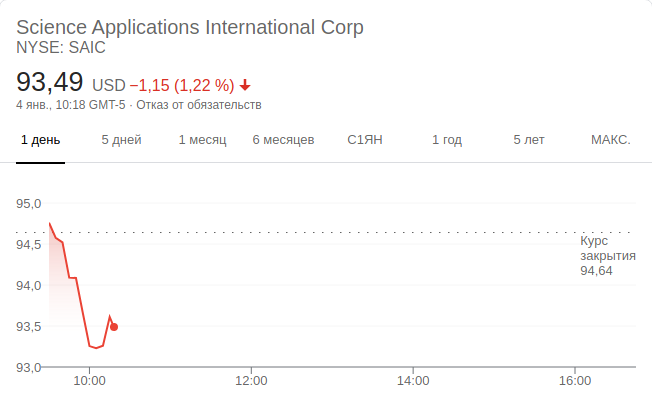 Science Applications International Corp
NYSE: SAIC
93,49 USD −1,15 (1,22 %)
4 янв., 10:18 GMT-5 · Отказ от обязательств
1 день 5 дней 1 месяц 6 месяцев С1ЯН 1 год 5 лет МАКС.
95,0
94,5
94,0
93,5
93,0
Курс
закрытия
94,64
10:00 12:00 14:00 16:00